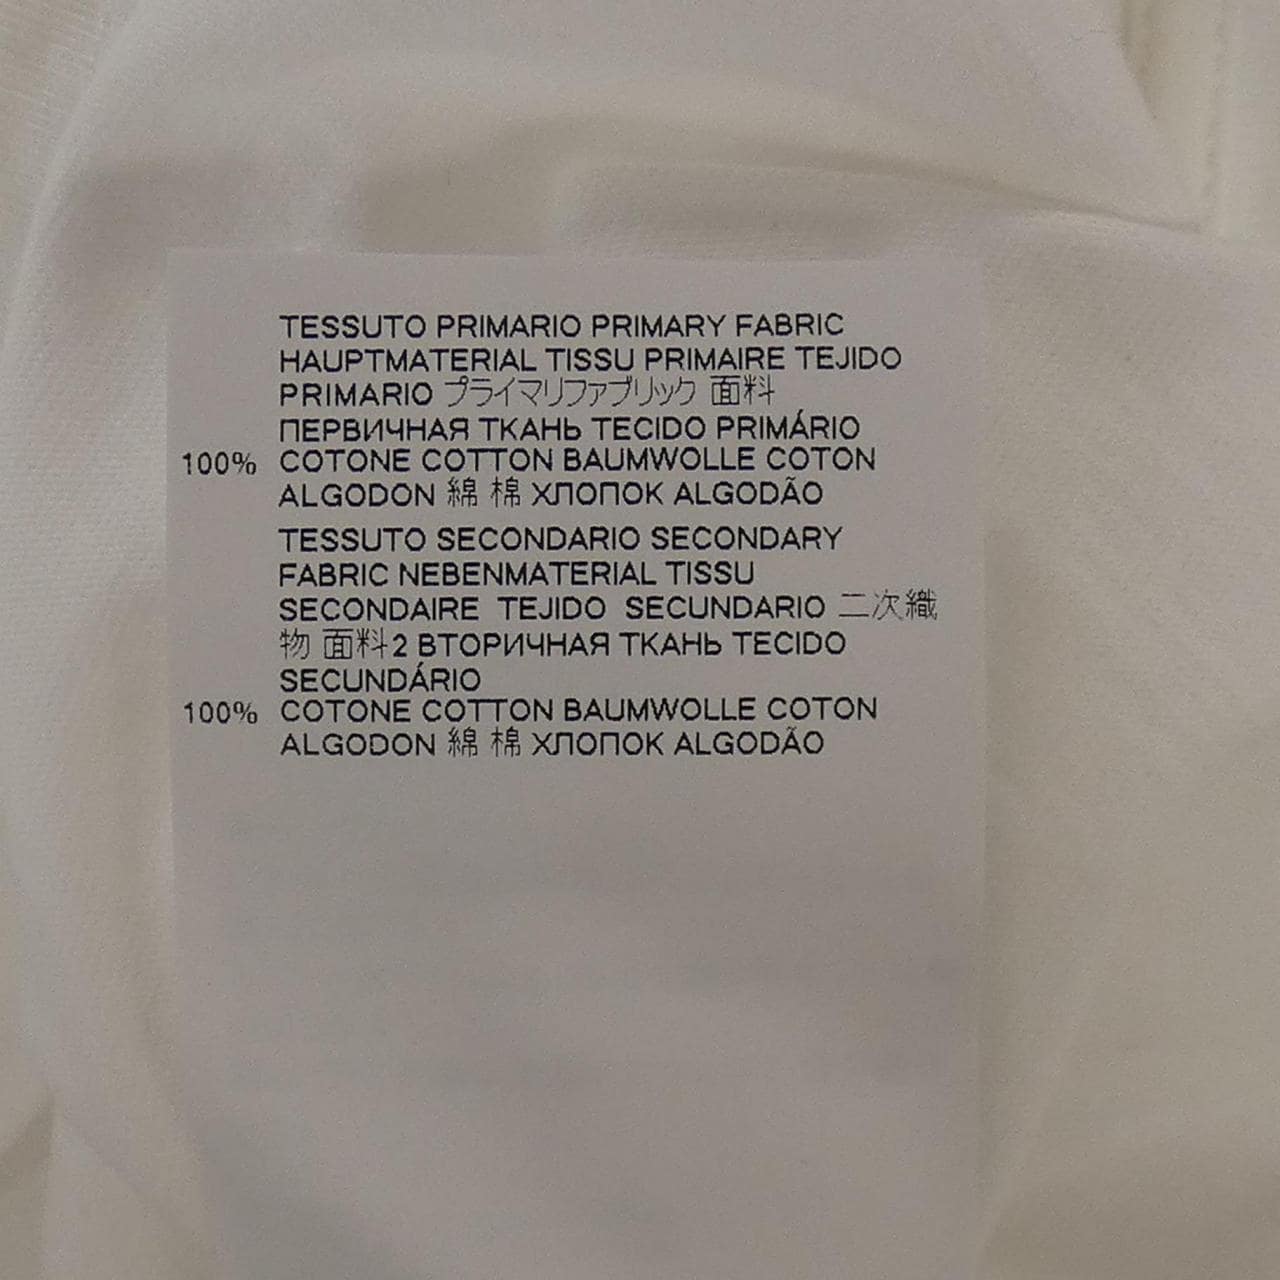 TESSUTO PRIMARIO PRIMARY FABRIC
HAUPTMATERIAL TISSU PRIMAIRE TEJIDO
PRIMARIO プライマリファブリック 面料
ПЕРВИЧНАЯ ТКАНЬ TECIDO PRIMÁRIO
100% COTONE COTTON BAUMWOLLE COTON
ALGODON 綿 棉 ХЛОПОК ALGODÃO
TESSUTO SECONDARIO SECONDARY
FABRIC NEBENMATERIAL TISSU
SECONDAIRE TEJIDO SECUNDARIO 二次織
物 面料2 ВТОРИЧНАЯ ТКАНЬ TECIDO
SECUNDÁRIO
100% COTONE COTTON BAUMWOLLE COTON
ALGODON 綿 棉 ХЛОПОК ALGODÃO